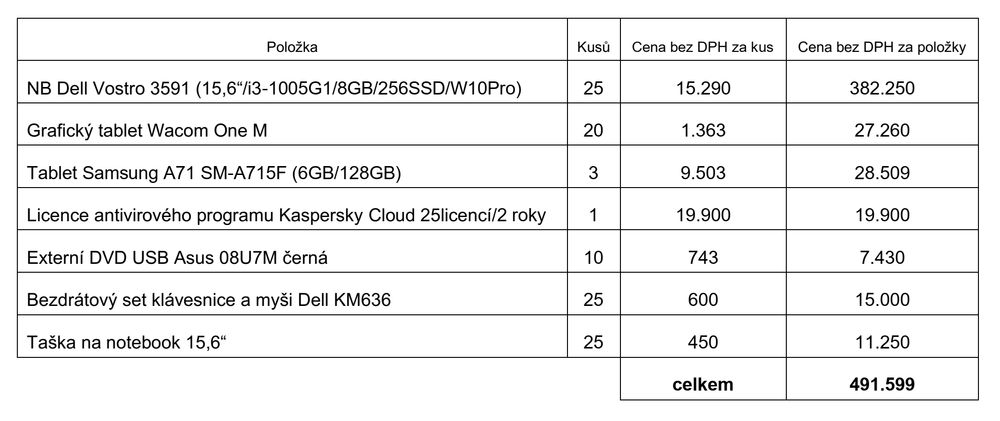 Položka Kusů Cena bez DPH za kus Cena bez DPH za položky
NB Dell Vostro 3591 (15,6“/i3-1005G1/8GB/256SSD/W10Pro) 25 15.290 382.250
Grafický tablet Wacom One M 20 1.363 27.260
Tablet Samsung A71 SM-A715F (6GB/128GB) 3 9.503 28.509
Licence antivirového programu Kaspersky Cloud 25licencí/2 roky 1 19.900 19.900
Externí DVD USB Asus 08U7M černá 10 743 7.430
Bezdrátový set klávesnice a myši Dell KM636 25 600 15.000
Taška na notebook 15,6“ 25 450 11.250
celkem 491.599